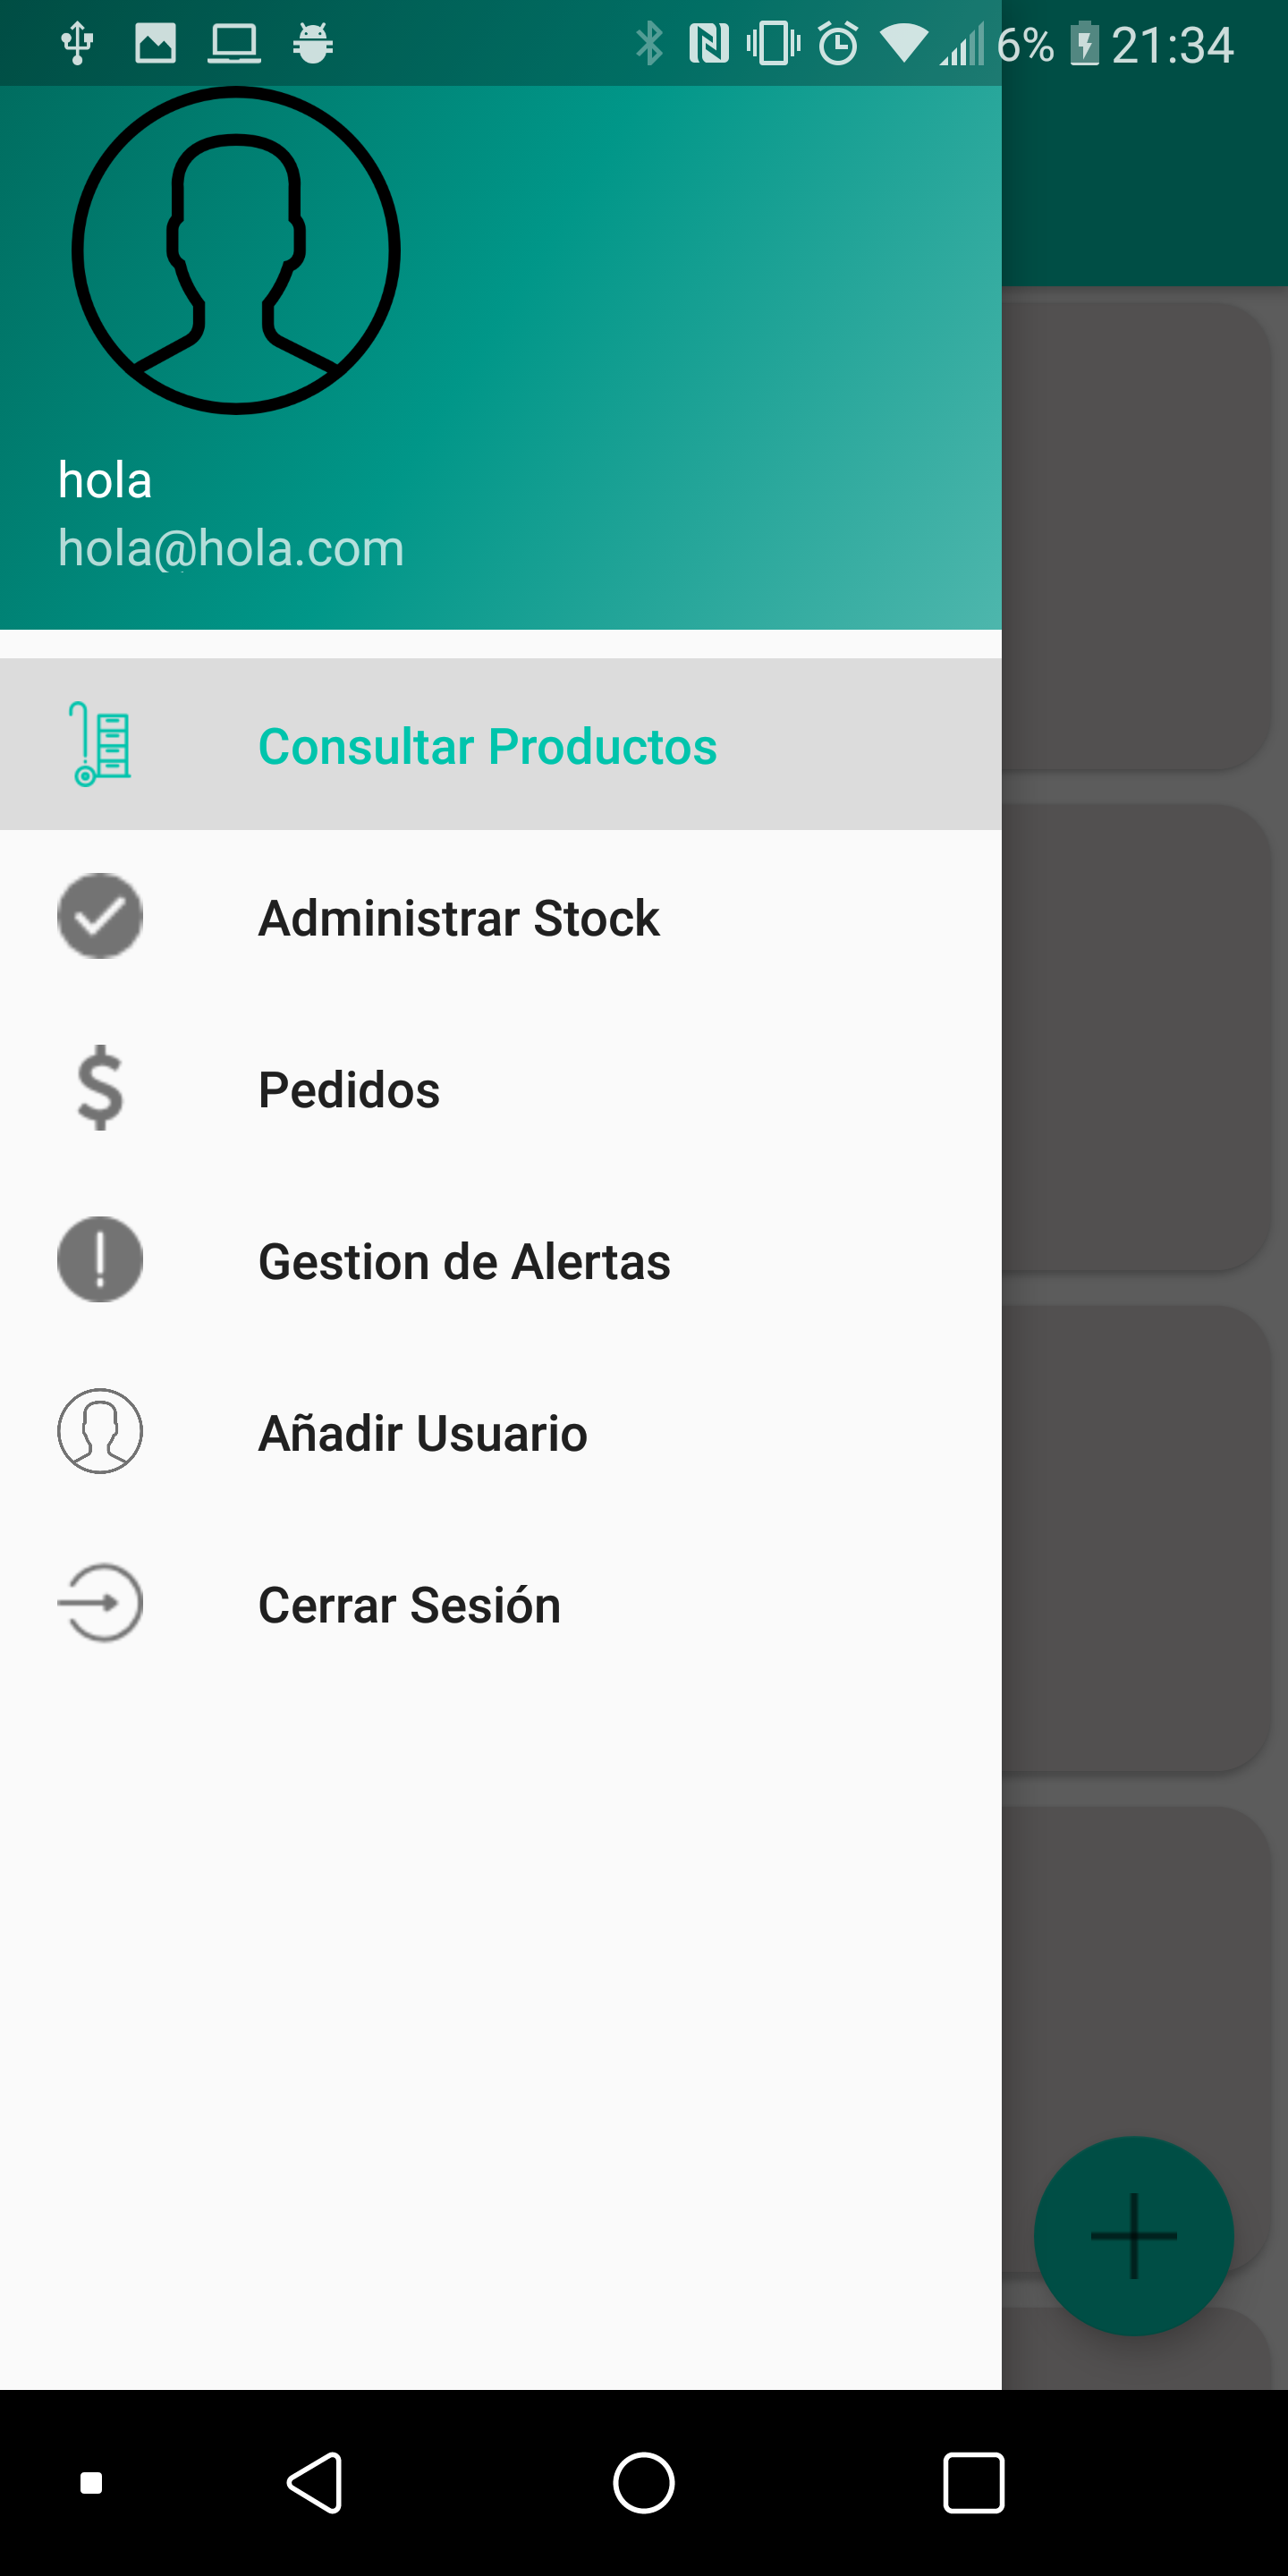 6% 21:34
hola
hola@hola.com
Consultar Productos
Administrar Stock
Pedidos
Gestion de Alertas
Añadir Usuario
Cerrar Sesión